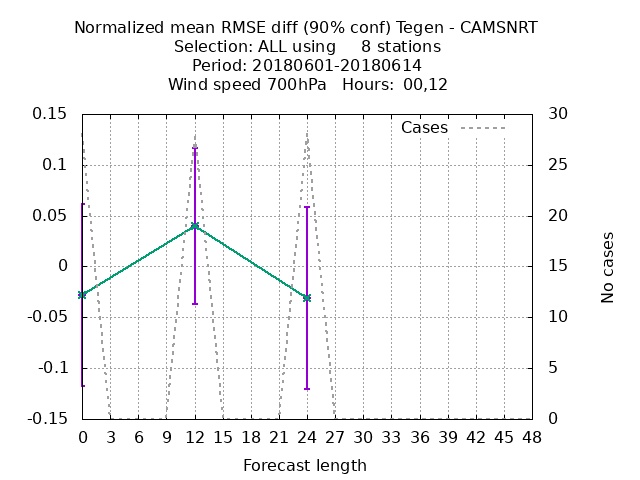 Normalized mean RMSE diff (90% conf) Tegen - CAMSNRT
Selection: ALL using     8 stations
Period: 20180601-20180614
Wind speed 700hPa   Hours: 00,12
Cases
0.15
0.1
0.05
0
-0.05
-0.1
-0.15
30
25
20
15
10
5
0
No cases
0 3 6 9 12 15 18 21 24 27 30 33 36 39 42 45 48
Forecast length